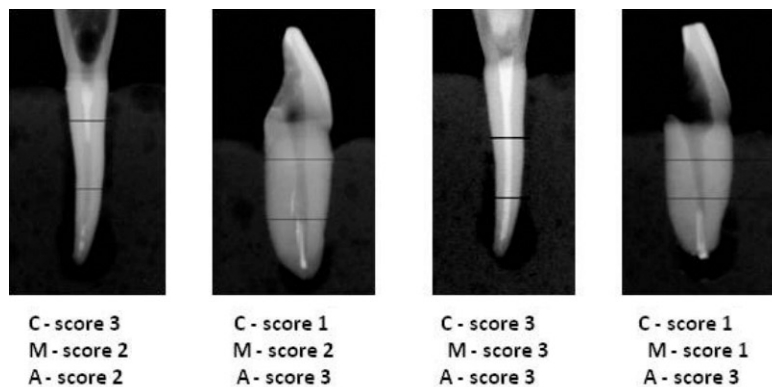 C - score 3
M - score 2
A - score 2
C - score 1
M - score 2
A - score 3
C - score 3
M - score 3
A - score 3
C - score 1
M - score 1
A - score 3